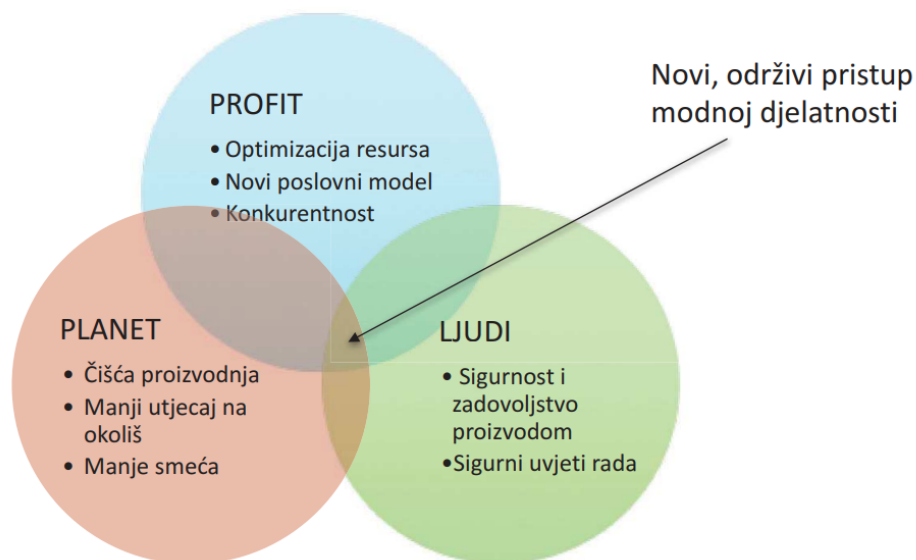 Novi, održivi pristup
modnoj djelatnosti
PROFIT
• Optimizacija resursa
• Novi poslovni model
• Konkurentnost
PLANET
• Čišća proizvodnja
• Manji utjecaj na
okoliš
• Manje smeća
LJUDI
• Sigurnost i
zadovoljstvo
proizvodom
•Sigurni uvjeti rada